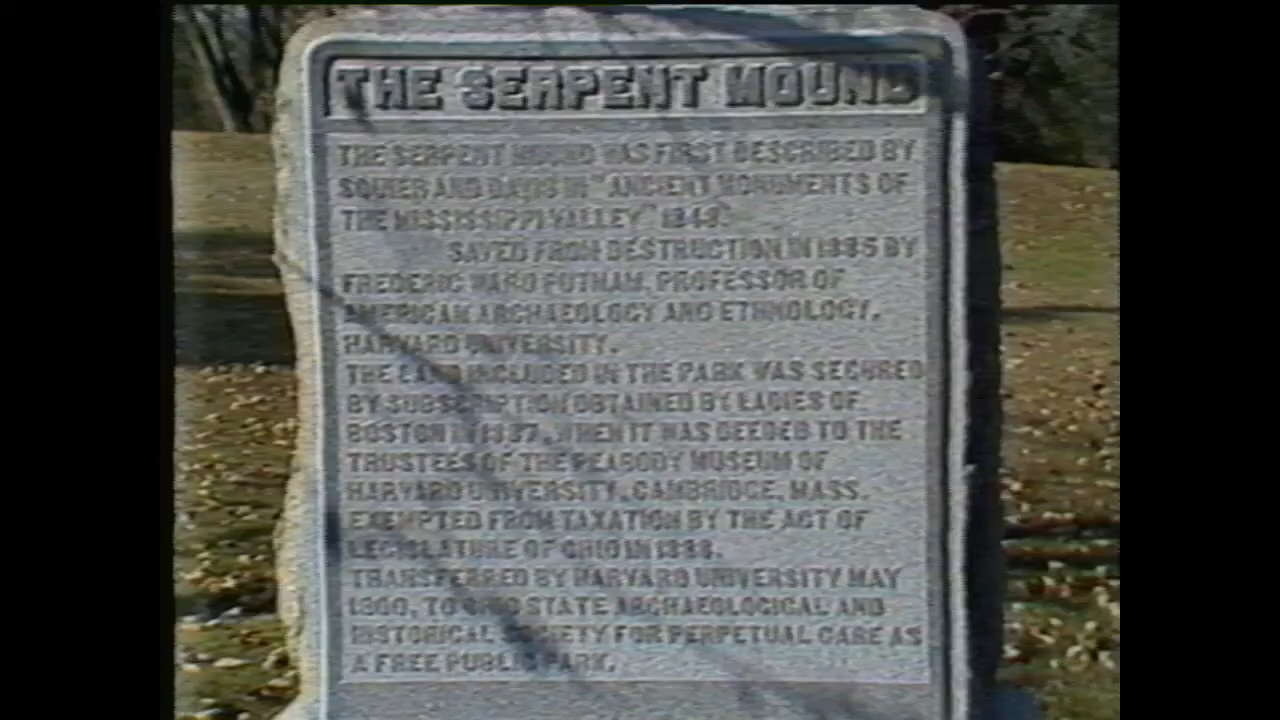 THE SERPENT MOUND
THE SERPENT MOUND WAS FIRST DESCRIBED BY
SQUIER AND DAVIS IN "ANCIENT MONUMENTS OF
THE MISSISSIPPI VALLEY" 1848.
SAVED FROM DESTRUCTION IN 1885 BY
FREDERIC WARD PUTNAM, PROFESSOR OF
AMERICAN ARCHAEOLOGY AND ETHNOLOGY,
HARVARD UNIVERSITY.
THE LAND INCLUDED IN THE PARK WAS SECURED
BY SUBSCRIPTION OBTAINED BY LADIES OF
BOSTON IN 1887, WHEN IT WAS DEEDED TO THE
TRUSTEES OF THE PEABODY MUSEUM OF
HARVARD UNIVERSITY, CAMBRIDGE, MASS.
EXEMPTED FROM TAXATION BY THE ACT OF
LEGISLATURE OF OHIO IN 1888.
TRANSFERRED BY HARVARD UNIVERSITY MAY
1900, TO OHIO STATE ARCHAEOLOGICAL AND
HISTORICAL SOCIETY FOR PERPETUAL CARE AS
A FREE PUBLIC PARK.